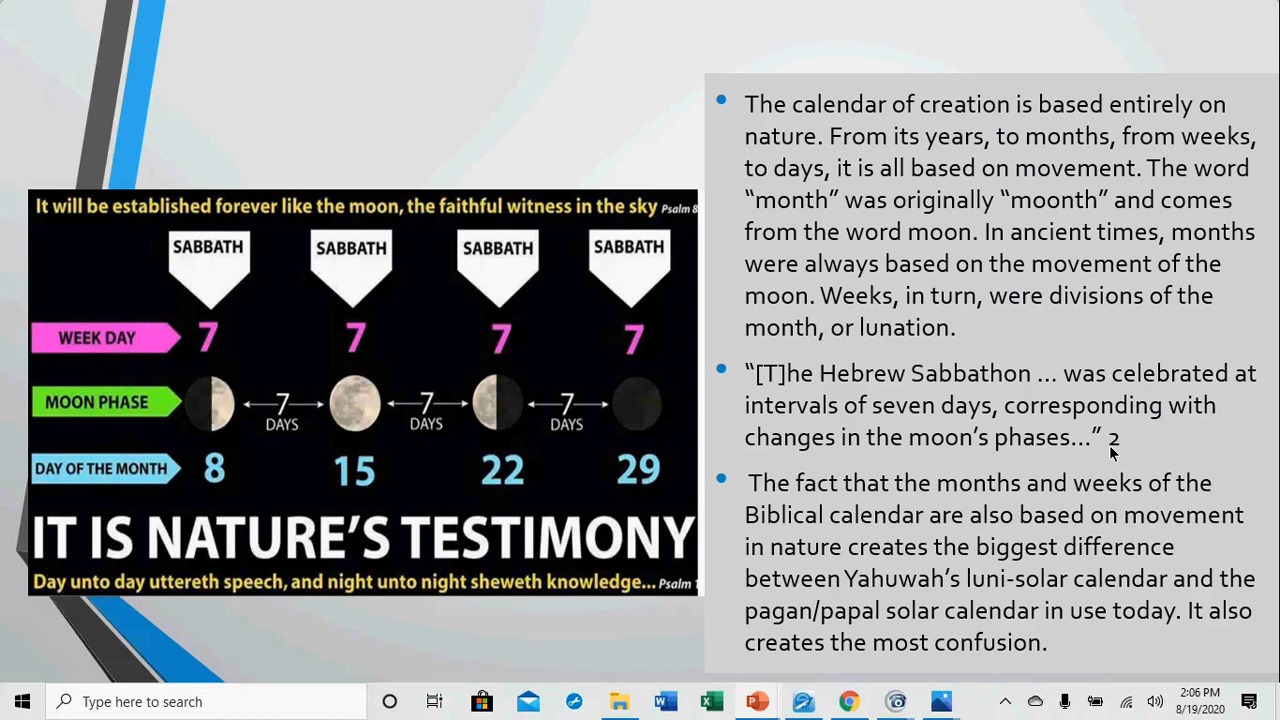 It will be established forever like the moon, the faithful witness in the sky Psalm 8
SABBATH SABBATH SABBATH SABBATH
WEEK DAY 7 7 7 7
MOON PHASE 7 7 7
DAYS DAYS DAYS
DAY OF THE MONTH 8 15 22 29
IT IS NATURE'S TESTIMONY
Day unto day uttereth speech, and night unto night sheweth knowledge... Psalm 1
• The calendar of creation is based entirely on
nature. From its years, to months, from weeks,
to days, it is all based on movement. The word
“month” was originally “moonth” and comes
from the word moon. In ancient times, months
were always based on the movement of the
moon. Weeks, in turn, were divisions of the
month, or lunation.
• “[T]he Hebrew Sabbathon ... was celebrated at
intervals of seven days, corresponding with
changes in the moon’s phases...” 2
• The fact that the months and weeks of the
Biblical calendar are also based on movement
in nature creates the biggest difference
between Yahuwah’s luni-solar calendar and the
pagan/papal solar calendar in use today. It also
creates the most confusion.
Type here to search
2:06 PM
8/19/2020